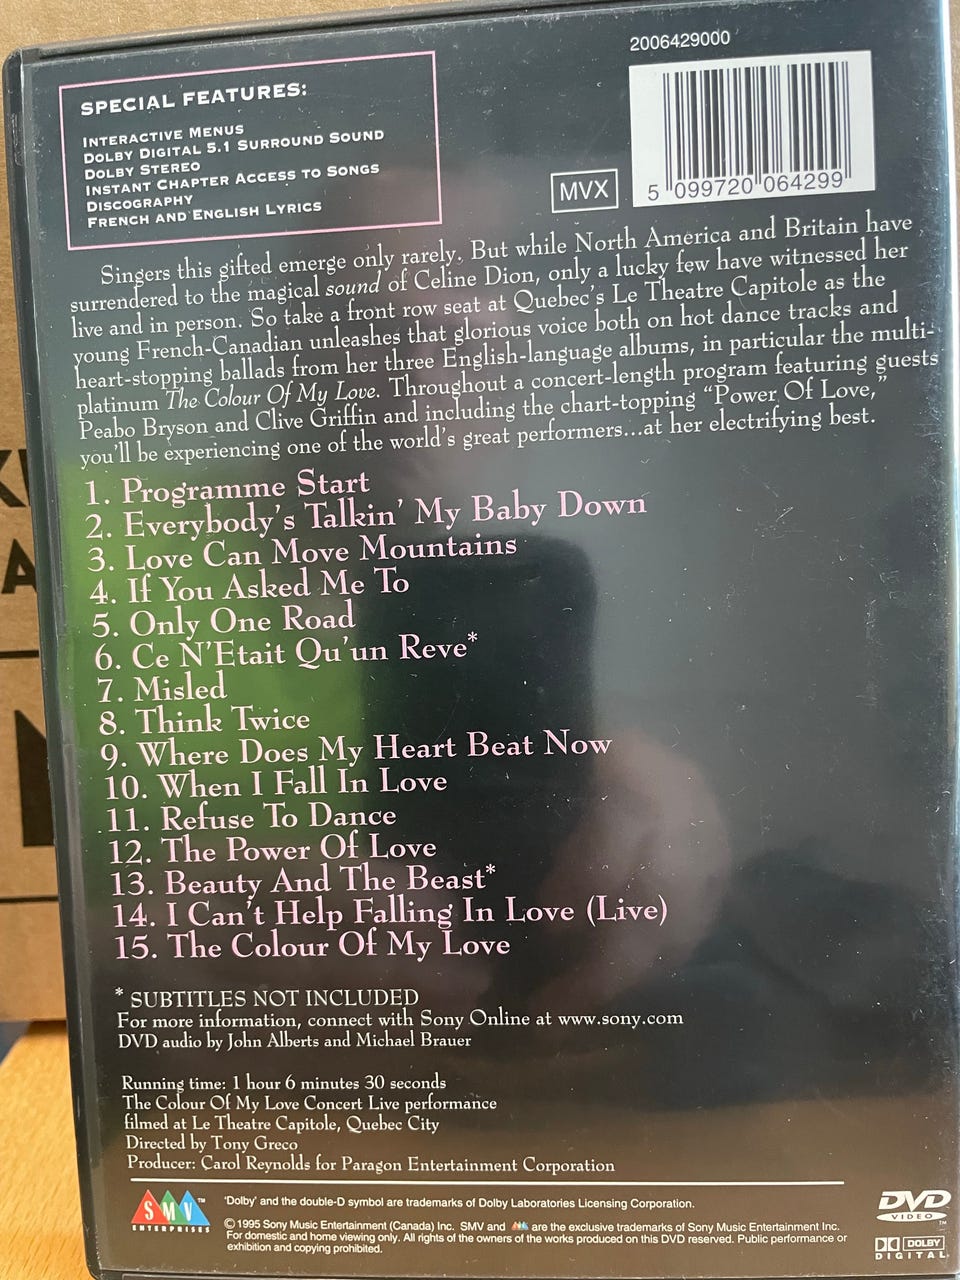 2006429000
SPECIAL FEATURES:
INTERACTIVE MENUS
DOLBY DIGITAL 5.1 SURROUND SOUND
DOLBY STEREO
INSTANT CHAPTER ACCESS TO SONGS
DISCOGRAPHY
FRENCH AND ENGLISH LYRICS
MVX
5 099720 064299
Singers this gifted emerge only rarely. But while North America and Britain have
surrendered to the magical sound of Celine Dion, only a lucky few have witnessed her
live and in person. So take a front row seat at Quebec's Le Theatre Capitole as the
young French-Canadian unleashes that glorious voice both on hot dance tracks and
heart-stopping ballads from her three English-language albums, in particular the multi-
platinum The Colour Of My Love. Throughout a concert-length program featuring guests
Peabo Bryson and Clive Griffin and including the chart-topping “Power Of Love,”
you'll be experiencing one of the world's great performers...at her electrifying best.
1. Programme Start
2. Everybody's Talkin' My Baby Down
3. Love Can Move Mountains
4. If You Asked Me To
5. Only One Road
6. Ce N'Etait Qu'un Reve*
7. Misled
8. Think Twice
9. Where Does My Heart Beat Now
10. When I Fall In Love
11. Refuse To Dance
12. The Power Of Love
13. Beauty And The Beast*
14. I Can't Help Falling In Love (Live)
15. The Colour Of My Love
* SUBTITLES NOT INCLUDED
For more information, connect with Sony Online at www.sony.com
DVD audio by John Alberts and Michael Brauer
Running time: 1 hour 6 minutes 30 seconds
The Colour Of My Love Concert Live performance
filmed at Le Theatre Capitole, Quebec City
Directed by Tony Greco
Producer: Carol Reynolds for Paragon Entertainment Corporation
SMV™
ENTERPRISES
'Dolby' and the double-D symbol are trademarks of Dolby Laboratories Licensing Corporation.
© 1995 Sony Music Entertainment (Canada) Inc. SMV and SMV are the exclusive trademarks of Sony Music Entertainment Inc.
For domestic and home viewing only. All rights of the owners of the works produced on this DVD reserved. Public performance or
exhibition and copying prohibited.
DVD
VIDEO™
DOLBY
DIGITAL